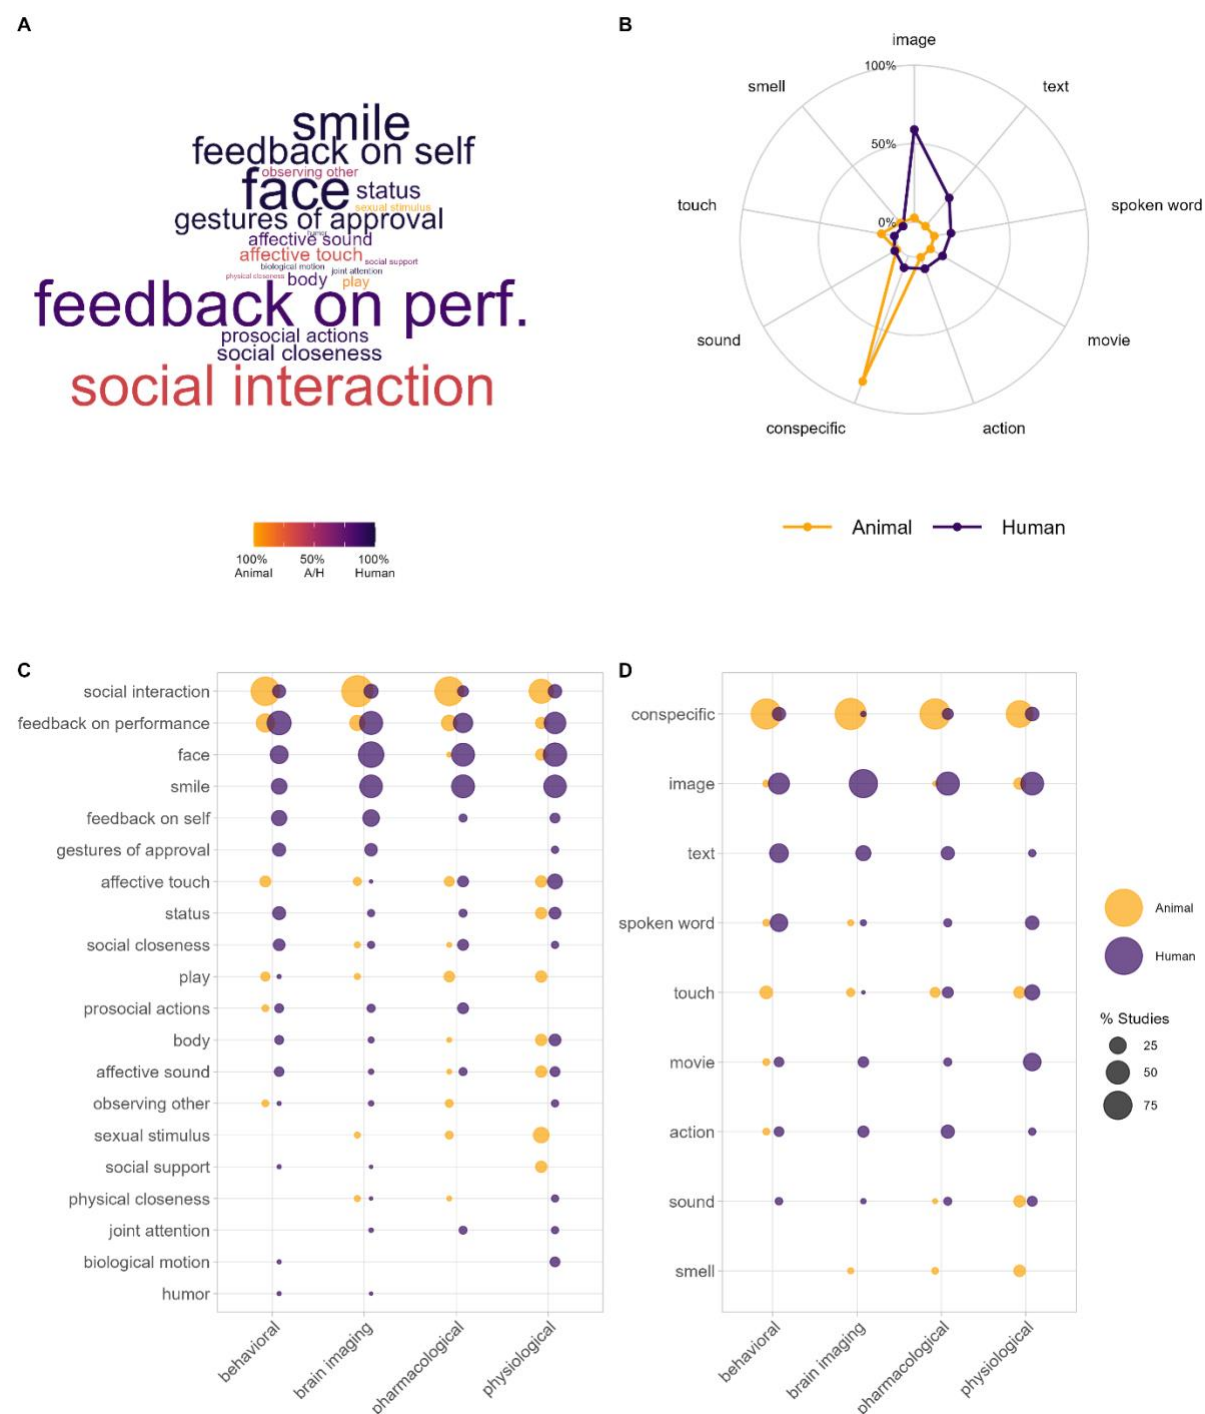 A
smile
feedback on self
observing other
face status
sexual stimulus
gestures of approval
humor
affective sound
affective touch
social support
biological motion
joint attention
physical closeness
body
play
feedback on perf.
prosocial actions
social closeness
social interaction
100% 50% 100%
Animal A/H Human
B
image
100%
smell
text
50%
touch
spoken word
0%
sound
movie
conspecific
action
Animal Human
C
social interaction
feedback on performance
face
smile
feedback on self
gestures of approval
affective touch
status
social closeness
play
prosocial actions
body
affective sound
observing other
sexual stimulus
social support
physical closeness
joint attention
biological motion
humor
behavioral
brain imaging
pharmacological
physiological
D
conspecific
image
text
spoken word
touch
movie
action
sound
smell
behavioral
brain imaging
pharmacological
physiological
Animal
Human
% Studies
25
50
75